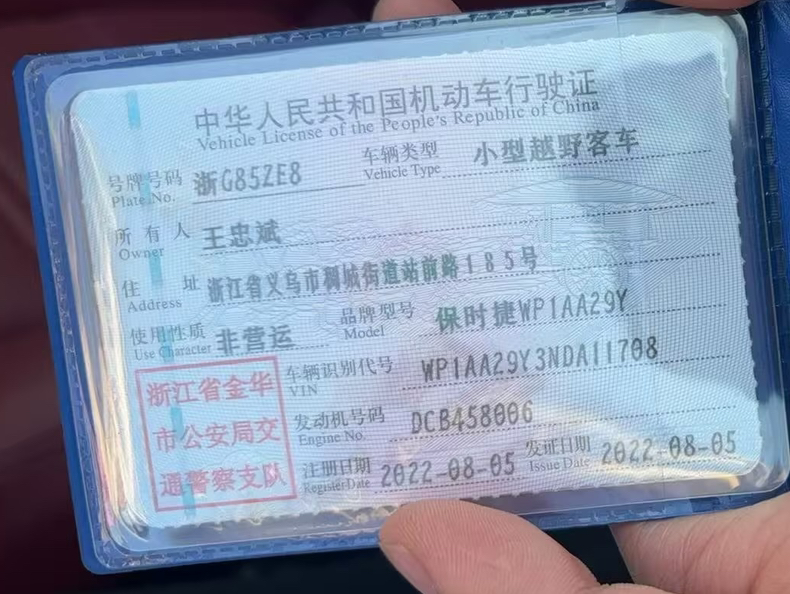 中华人民共和国机动车行驶证
Vehicle License of the People's Republic of China
号牌号码 浙G85ZE8 车辆类型 小型越野客车
Plate No. Vehicle Type
所有人 王忠斌
Owner
住址 浙江省义乌市稠城街道站前路185号
Address
使用性质 非营运 品牌型号 保时捷WP1AA29Y
Use Character Model
车辆识别代号 WP1AA29Y3NDA11708
VIN
发动机号码 DCB458006
Engine No.
注册日期 2022-08-05 发证日期 2022-08-05
Register Date Issue Date
浙江省金华
市公安局交
通警察支队